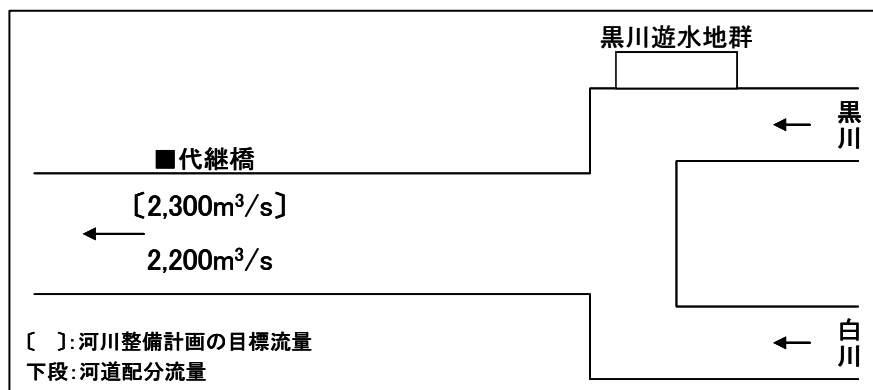 黒川遊水地群
黒川
■代継橋
〔2,300m³/s〕
2,200m³/s
〔　〕:河川整備計画の目標流量
下段:河道配分流量
白川